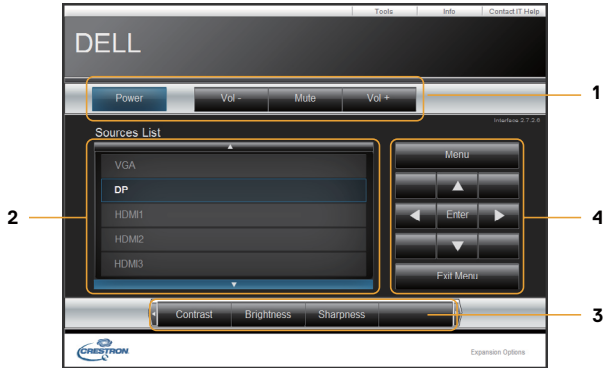 Tools Info Contact IT Help
DELL
Power Vol - Mute Vol +
1
Interface 2.7.2.6
Sources List
VGA
DP
HDMI1
HDMI2
HDMI3
2
Menu
Enter
Exit Menu
4
Contrast Brightness Sharpness
3
CRESTRON
Expansion Options